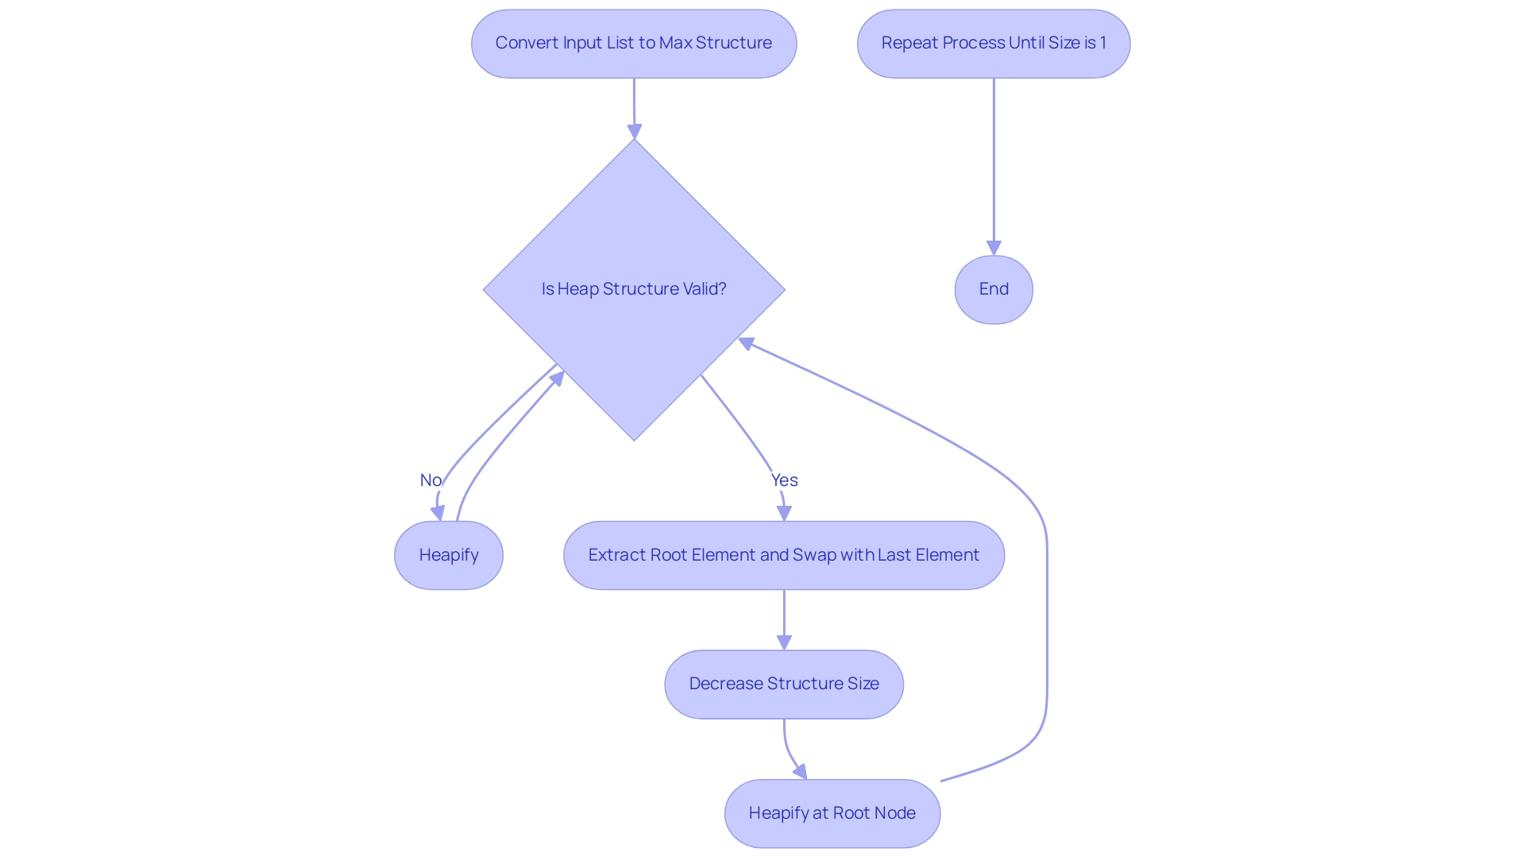 Convert Input List to Max Structure
Repeat Process Until Size is 1
Is Heap Structure Valid?
End
No
Yes
Heapify
Extract Root Element and Swap with Last Element
Decrease Structure Size
Heapify at Root Node